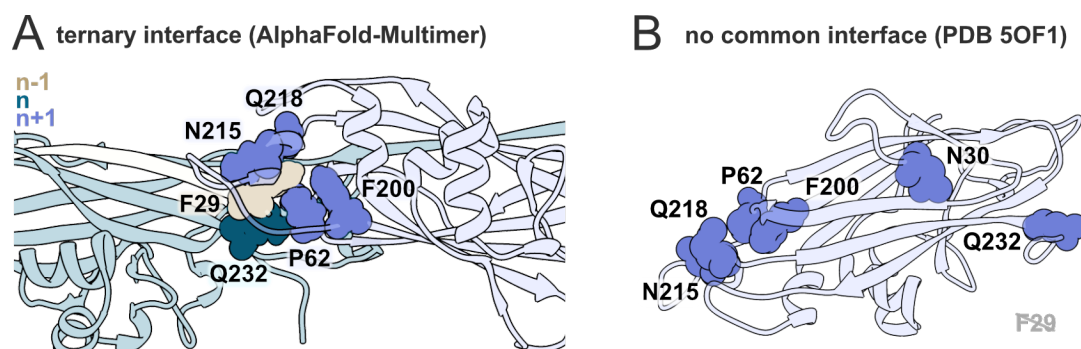 A ternary interface (AlphaFold-Multimer)
n-1
n
n+1
Q218
N215
F29
F200
Q232
P62
B no common interface (PDB 5OF1)
N30
P62
F200
Q218
Q232
N215
F29